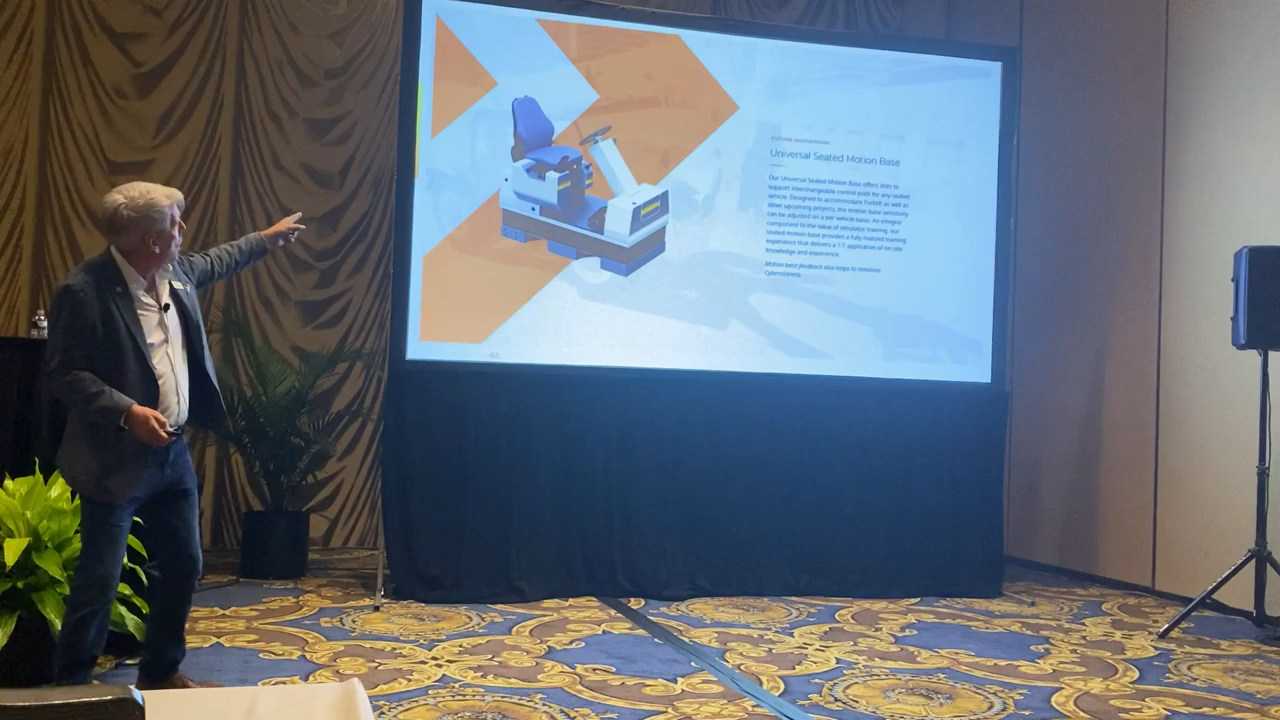 FUTURE INNOVATIONS
Universal Seated Motion Base
Our Universal Seated Motion Base offers slots to
support interchangeable control pods for any seated
vehicle. Designed to accommodate Forklift as well as
other upcoming projects, the motion base sensitivity
can be adjusted on a per vehicle basis. An integral
component to the value of simulator training, our
seated motion base provides a fully realized training
experience that delivers a 1:1 application of on-site
knowledge and experience.
Motion base feedback also helps to minimize
Cybersickness.